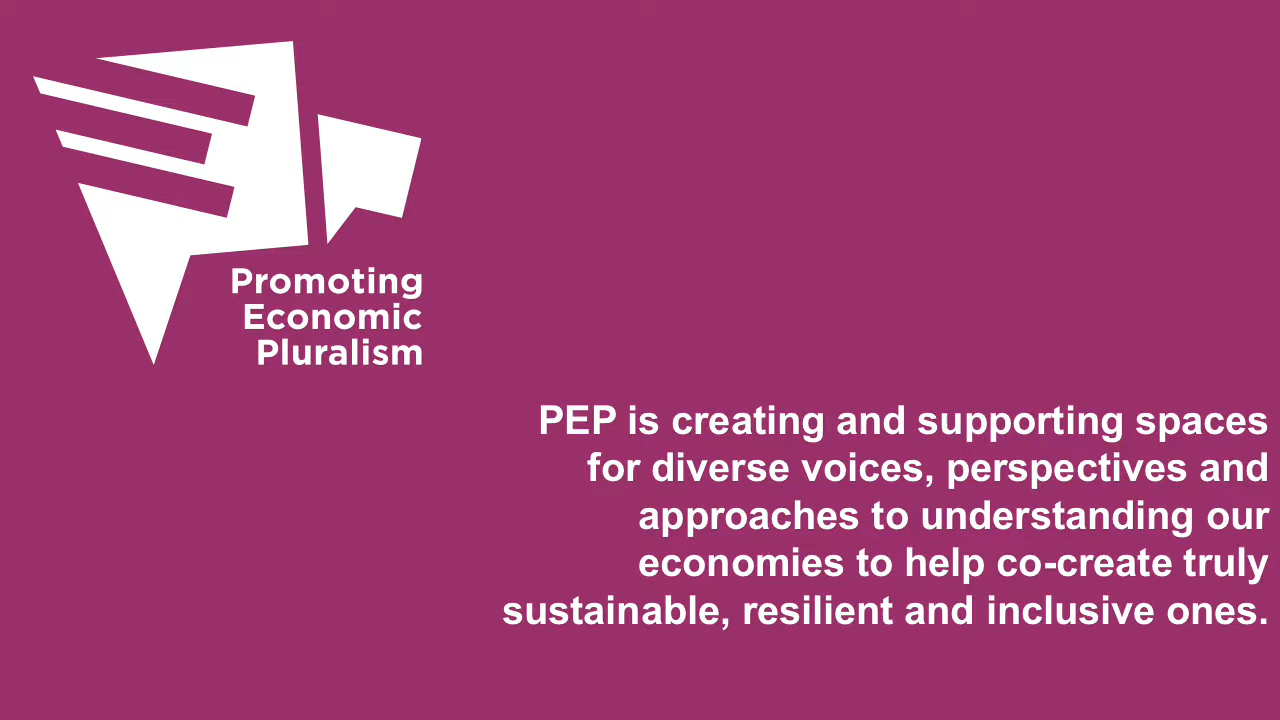 Promoting
Economic
Pluralism
PEP is creating and supporting spaces
for diverse voices, perspectives and
approaches to understanding our
economies to help co-create truly
sustainable, resilient and inclusive ones.